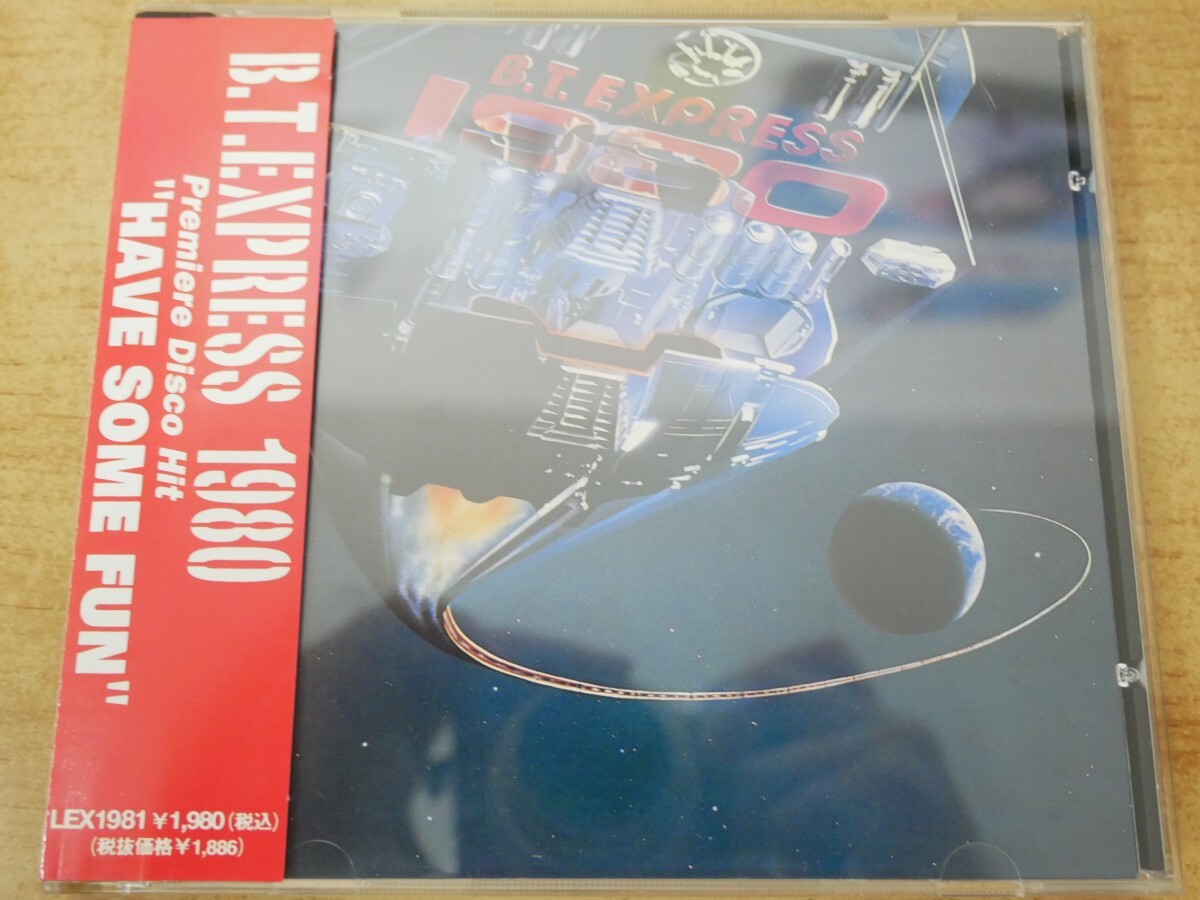 B.T.EXPRESS 1980
Premiere Disco Hit
"HAVE SOME FUN"
LEX1981 ¥1,980(税込)
(税抜価格¥1,886)
B.T. EXPRESS
1980